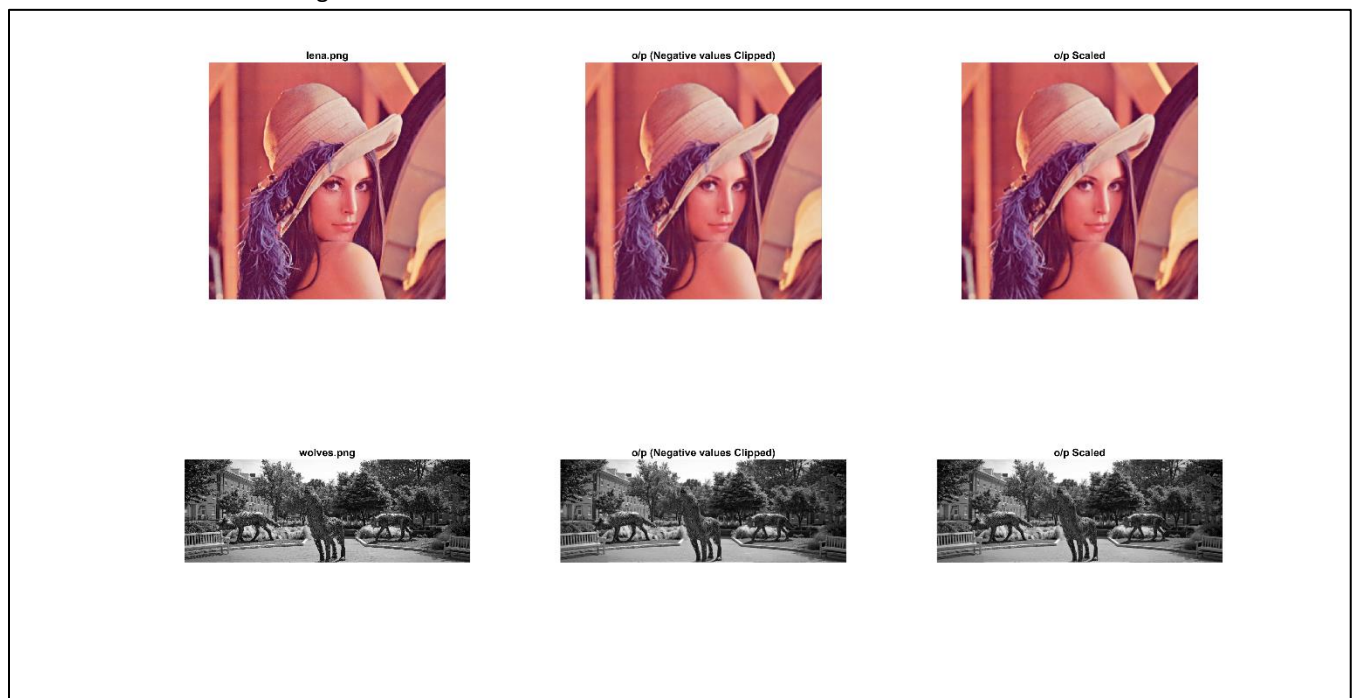 lena.png
o/p (Negative values Clipped)
o/p Scaled
wolves.png
o/p (Negative values Clipped)
o/p Scaled